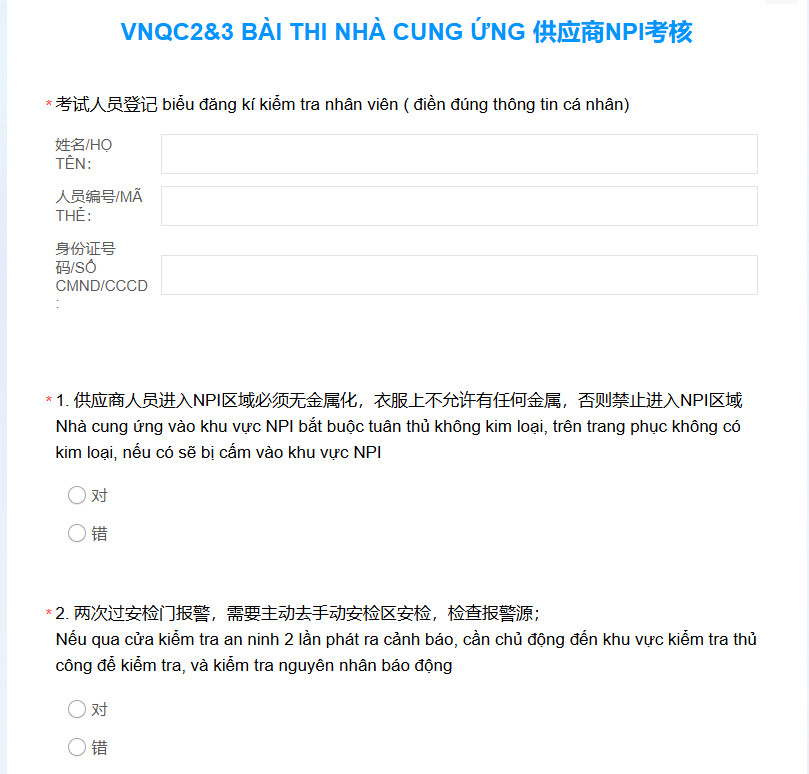 VNQC2&3 BÀI THI NHÀ CUNG ỨNG 供应商NPI考核
* 考试人员登记 biểu đăng kí kiểm tra nhân viên ( điền đúng thông tin cá nhân)
姓名/HỌ
TÊN：
人员编号/MÃ
THẺ：
身份证号
码/SỐ
CMND/CCCD
：
* 1. 供应商人员进入NPI区域必须无金属化，衣服上不允许有任何金属，否则禁止进入NPI区域
Nhà cung ứng vào khu vực NPI bắt buộc tuân thủ không kim loại, trên trang phục không có
kim loại, nếu có sẽ bị cấm vào khu vực NPI
对
错
* 2. 两次过安检门报警，需要主动去手动安检区安检，检查报警源；
Nếu qua cửa kiểm tra an ninh 2 lần phát ra cảnh báo, cần chủ động đến khu vực kiểm tra thủ
công để kiểm tra, và kiểm tra nguyên nhân báo động
对
错